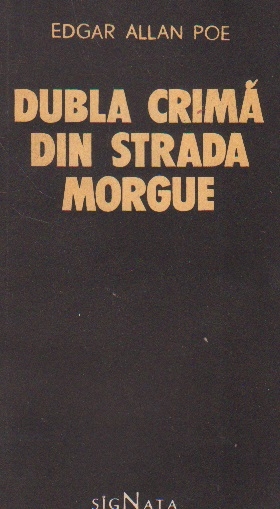 EDGAR ALLAN POE
DUBLA CRIMĂ
DIN STRADA
MORGUE
SIGNATA